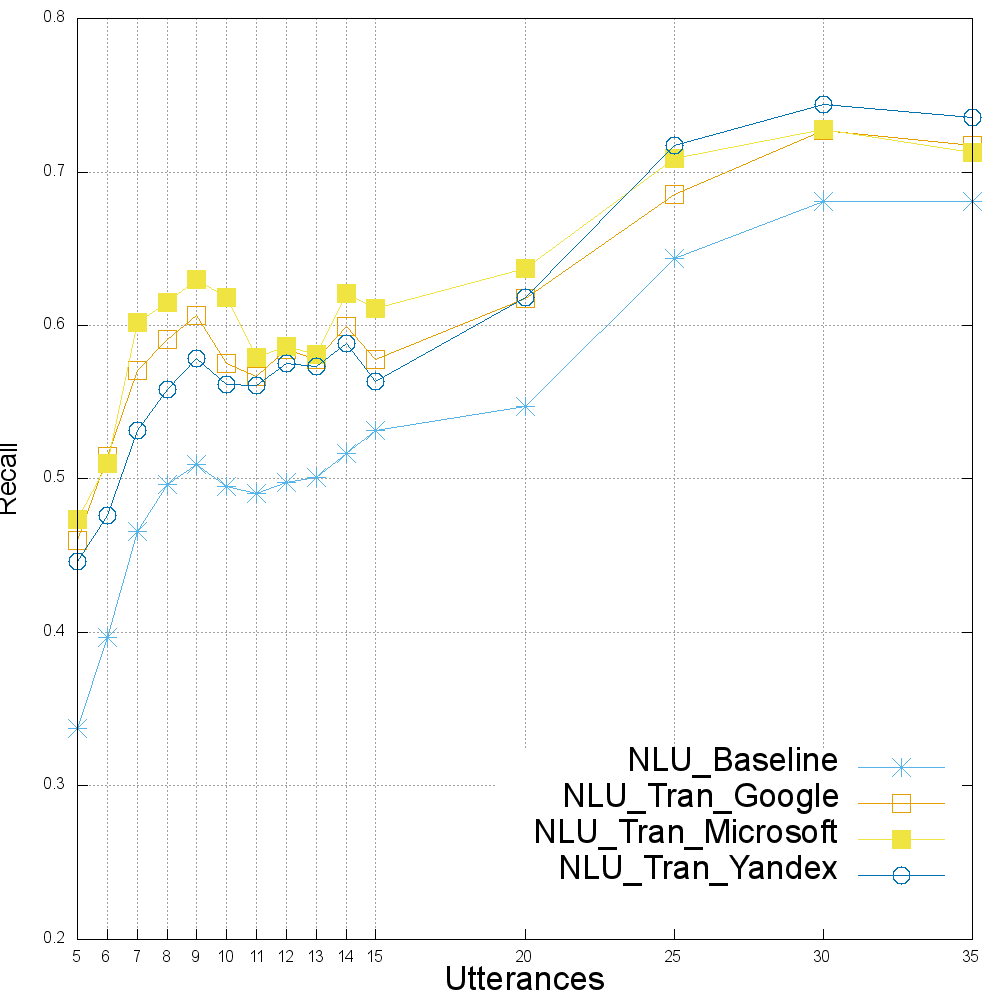 0.8
0.7
0.6
0.5
0.4
0.3
0.2
Recall
NLU_Baseline
NLU_Tran_Google
NLU_Tran_Microsoft
NLU_Tran_Yandex
5 6 7 8 9 10 11 12 13 14 15 20 25 30 35
Utterances